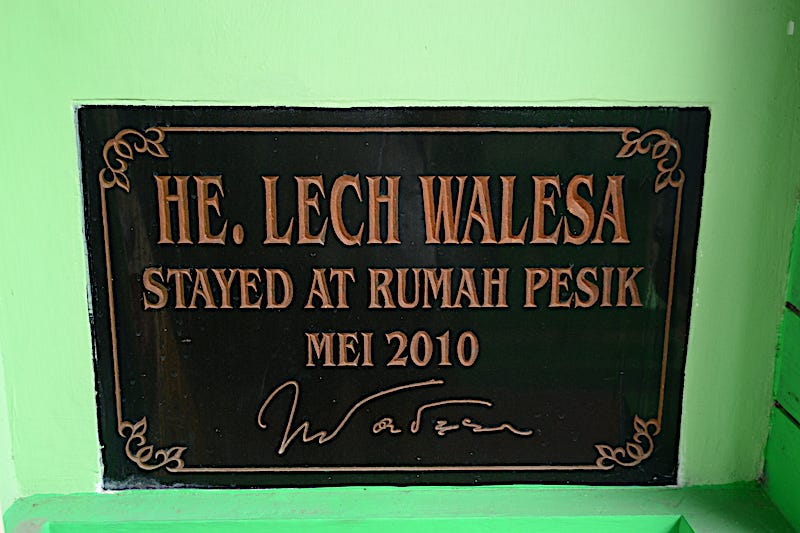 HE. LECH WALESA
STAYED AT RUMAH PESIK
MEI 2010